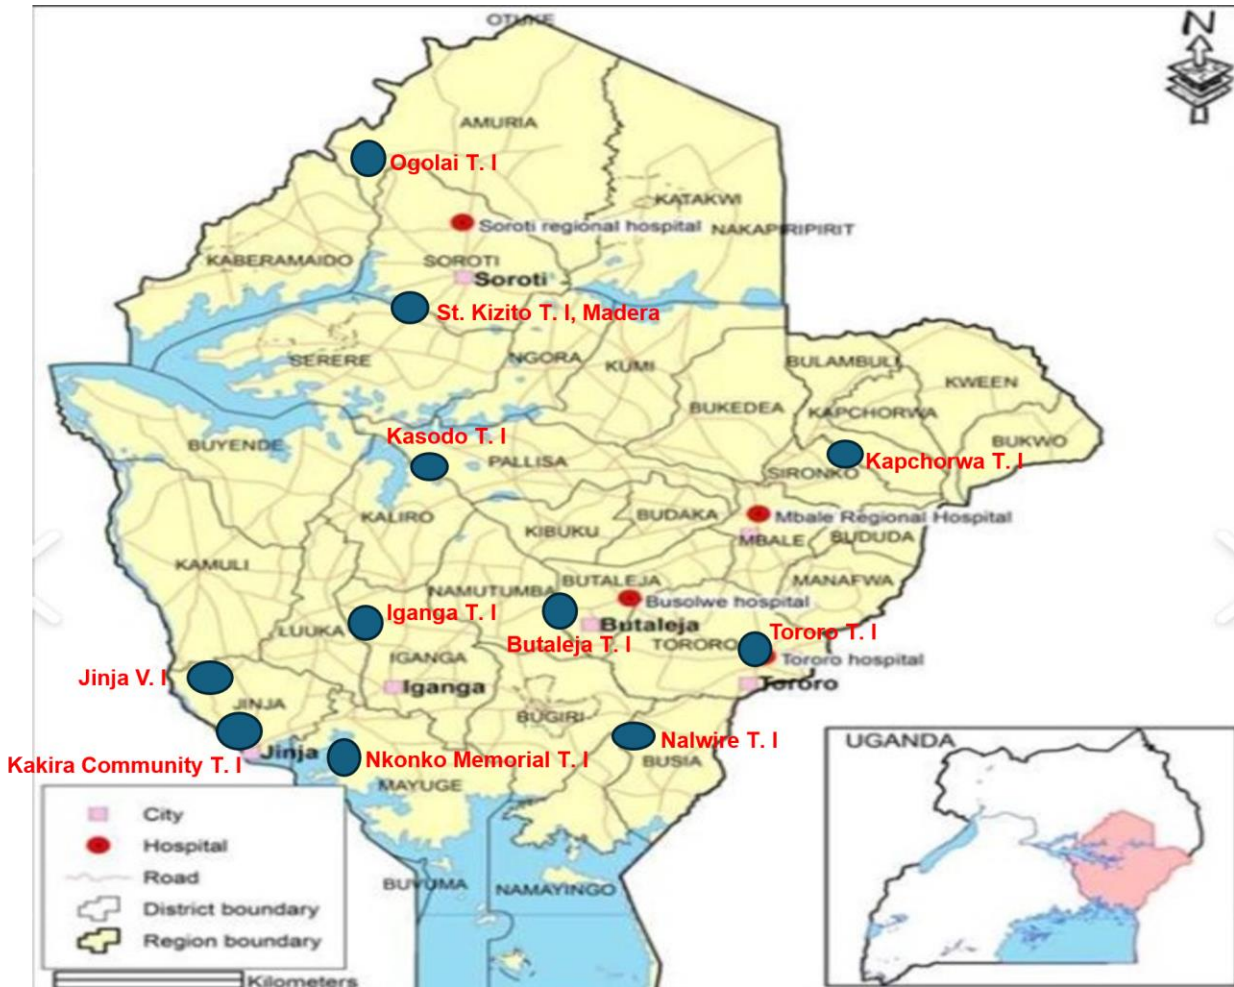 OTUKE
N
AMURIA
Ogolai T. I
KATAKWI
Soroti regional hospital
NAKAPIRIPIRIT
KABERAMAIDO
SOROTI
Soroti
St. Kizito T. I, Madera
SERERE
NGORA
KUMI
BULAMBULI
KWEEN
BUKEDEA
KAPCHORWA
BUYENDE
Kasodo T. I
BUKWO
PALLISA
Kapchorwa T. I
SIRONKO
KALIRO
BUDAKA
Mbale Regional Hospital
KIBUKU
MBALE
BUDUDA
KAMULI
BUTALEJA
MANAFWA
NAMUTUMBA
Busolwe hospital
Iganga T. I
LUUKA
Butaleja
Tororo T. I
Butaleja T. I
TORORO
IGANGA
Tororo hospital
Jinja V. I
Iganga
Tororo
JINJA
BUGIRI
Nalwire T. I
Jinja
Kakira Community T. I
Nkonko Memorial T. I
BUSIA
MAYUGE
BUVUMA
NAMAYINGO
City
Hospital
Road
District boundary
Region boundary
Kilometers
UGANDA